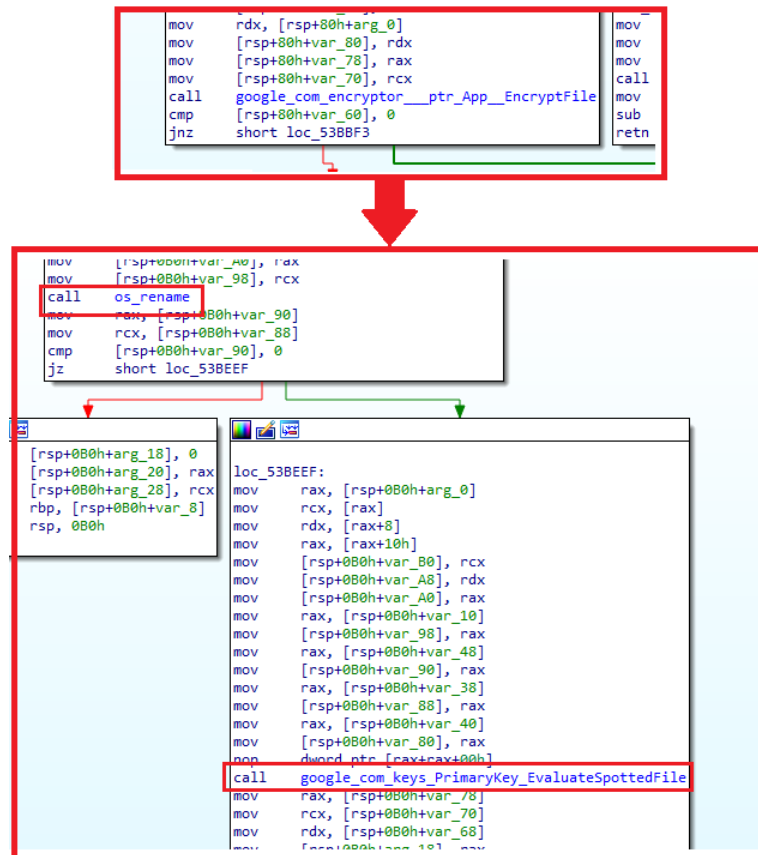 mov rdx, [rsp+80h+arg_0]
mov [rsp+80h+var_80], rdx
mov [rsp+80h+var_78], rax
mov [rsp+80h+var_70], rcx
call google_com_encryptor___ptr_App__EncryptFile
cmp [rsp+80h+var_60], 0
jnz short loc_53BBF3
mov
mov
mov
mov
call
mov
sub
retn
mov [rsp+0B0h+var_A0], rax
mov [rsp+0B0h+var_98], rcx
call os_rename
mov rax, [rsp+0B0h+var_90]
mov rcx, [rsp+0B0h+var_88]
cmp [rsp+0B0h+var_90], 0
jz short loc_53BEEF
[rsp+0B0h+arg_18], 0
[rsp+0B0h+arg_20], rax
[rsp+0B0h+arg_28], rcx
rbp, [rsp+0B0h+var_8]
rsp, 0B0h
loc_53BEEF:
mov rax, [rsp+0B0h+arg_0]
mov rcx, [rax]
mov rdx, [rax+8]
mov rax, [rax+10h]
mov [rsp+0B0h+var_B0], rcx
mov [rsp+0B0h+var_A8], rdx
mov [rsp+0B0h+var_A0], rax
mov rax, [rsp+0B0h+var_10]
mov [rsp+0B0h+var_98], rax
mov rax, [rsp+0B0h+var_48]
mov [rsp+0B0h+var_90], rax
mov rax, [rsp+0B0h+var_38]
mov [rsp+0B0h+var_88], rax
mov rax, [rsp+0B0h+var_40]
mov [rsp+0B0h+var_80], rax
nop dword ptr [rax+rax+00h]
call google_com_keys_PrimaryKey_EvaluateSpottedFile
mov rax, [rsp+0B0h+var_78]
mov rcx, [rsp+0B0h+var_70]
mov rdx, [rsp+0B0h+var_68]
mov [rsp+0B0h+arg_18], rax